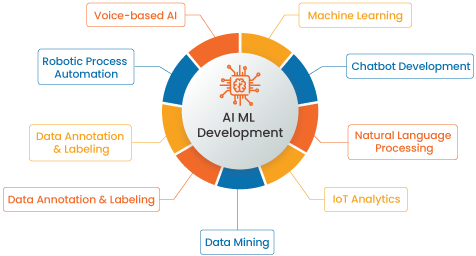 Voice-based AI
Machine Learning
Robotic Process
Automation
Chatbot Development
AI ML
Development
Data Annotation
& Labeling
Natural Language
Processing
Data Annotation & Labeling
IoT Analytics
Data Mining